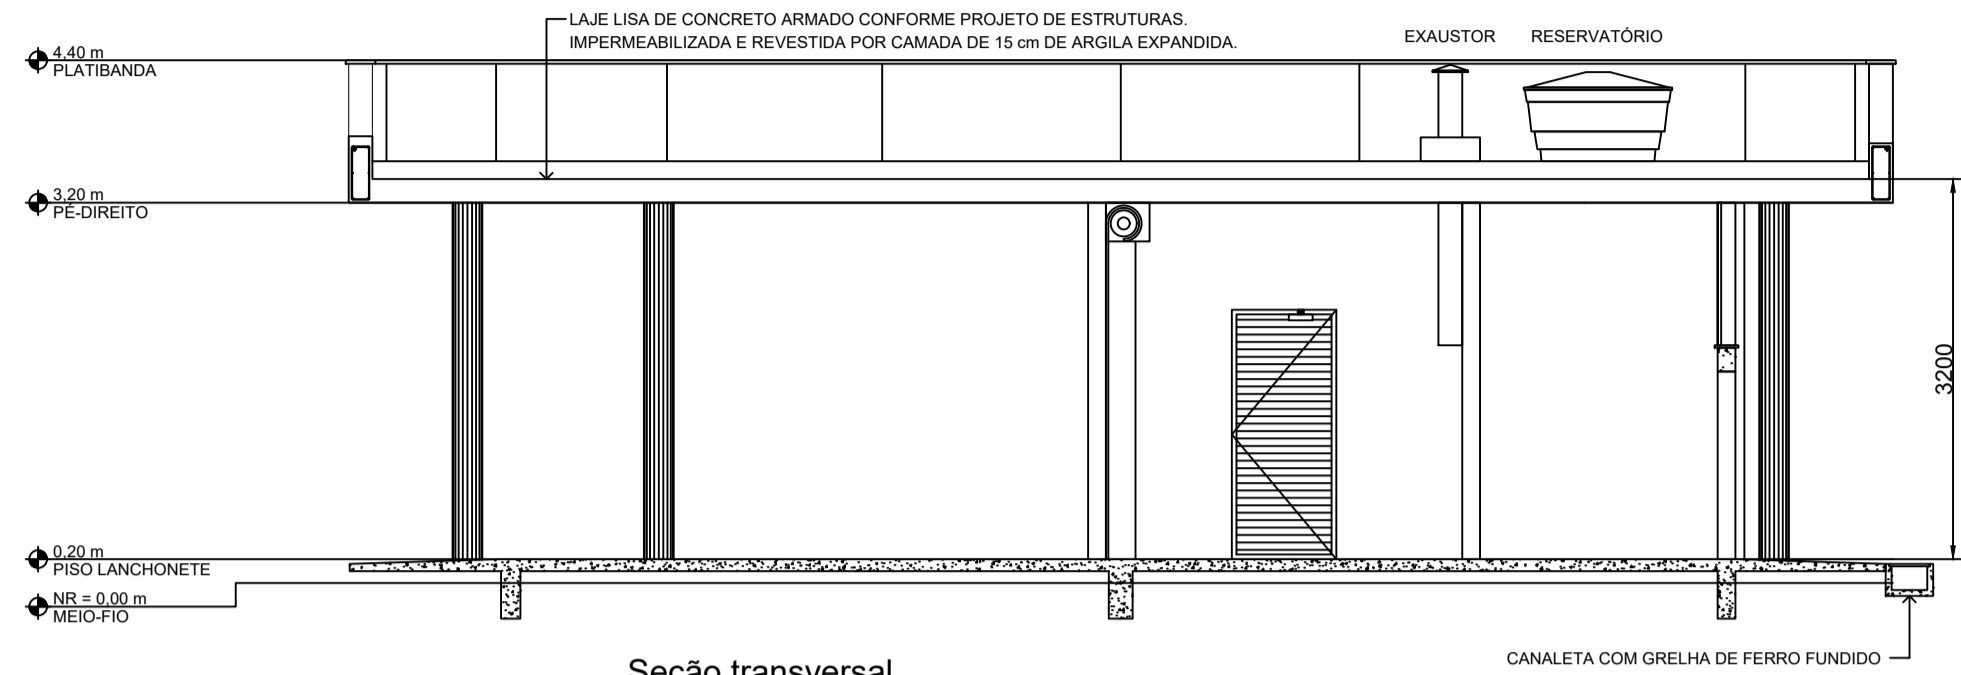 LAJE LISA DE CONCRETO ARMADO CONFORME PROJETO DE ESTRUTURAS.
IMPERMEABILIZADA E REVESTIDA POR CAMADA DE 15 cm DE ARGILA EXPANDIDA.
EXAUSTOR
RESERVATÓRIO
4,40 m
PLATIBANDA
3,20 m
PÉ-DIREITO
3200
0,20 m
PISO LANCHONETE
NR = 0,00 m
MEIO-FIO
CANALETA COM GRELHA DE FERRO FUNDIDO
Seção transversal